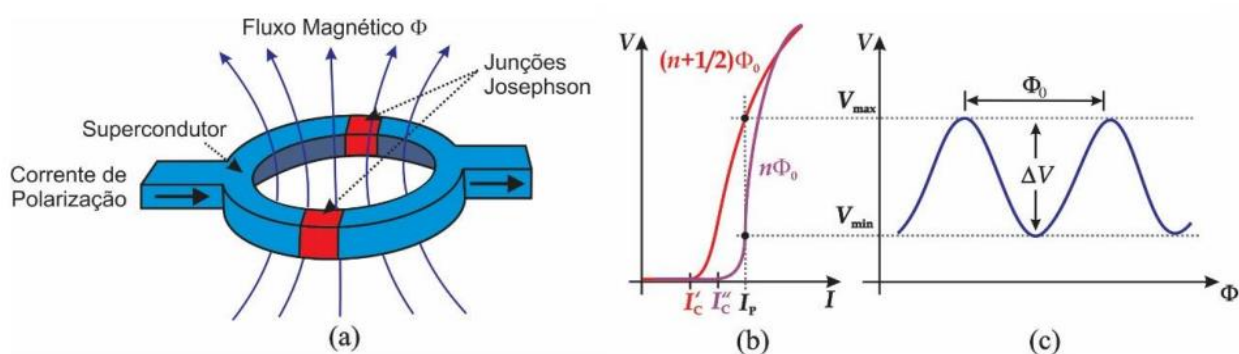 Fluxo Magnético Φ
Junções
Josephson
Supercondutor
Corrente de
Polarização
(a)
V
(n+1/2)Φ₀
nΦ₀
I'c I''c Iₚ I
(b)
V
Vmax
Φ₀
ΔV
Vmin
Φ
(c)